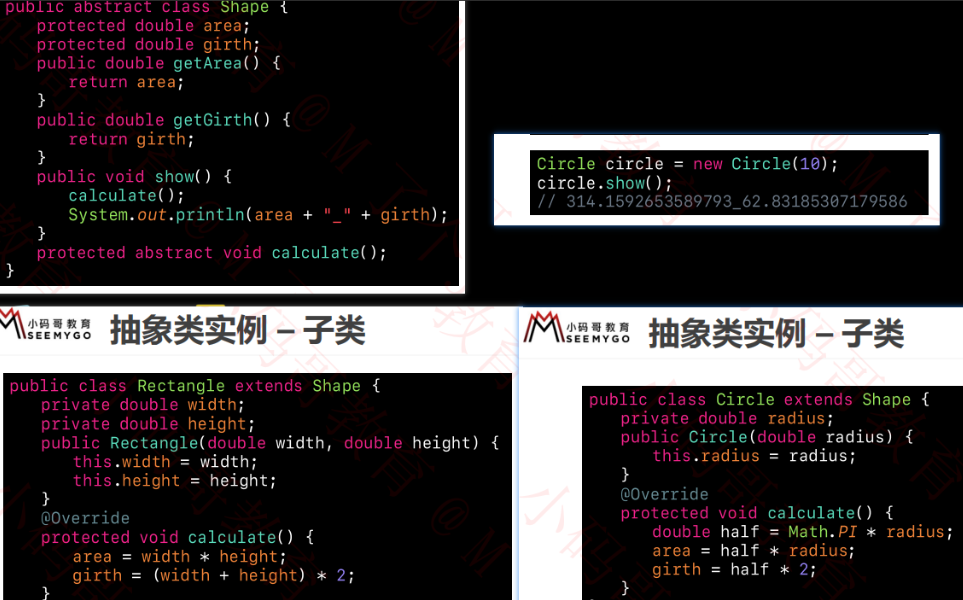 public abstract class Shape {
protected double area;
protected double girth;
public double getArea() {
return area;
}
public double getGirth() {
return girth;
}
public void show() {
calculate();
System.out.println(area + "_" + girth);
}
protected abstract void calculate();
}
Circle circle = new Circle(10);
circle.show();
// 314.1592653589793_62.83185307179586
小码哥教育
SEEMYGO
抽象类实例 – 子类
public class Rectangle extends Shape {
private double width;
private double height;
public Rectangle(double width, double height) {
this.width = width;
this.height = height;
}
@Override
protected void calculate() {
area = width * height;
girth = (width + height) * 2;
}
小码哥教育
SEEMYGO
抽象类实例 – 子类
public class Circle extends Shape {
private double radius;
public Circle(double radius) {
this.radius = radius;
}
@Override
protected void calculate() {
double half = Math.PI * radius;
area = half * radius;
girth = half * 2;
}